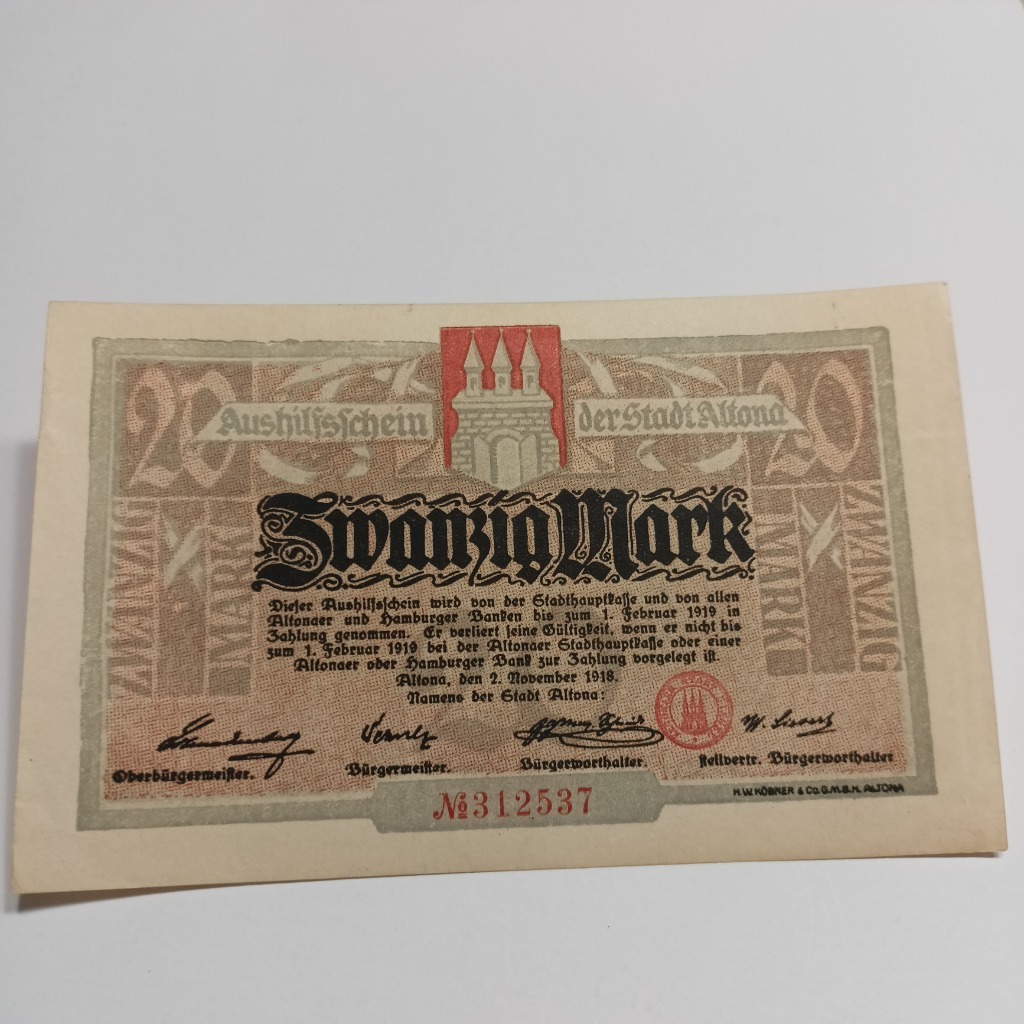 20
Aushilfsschein
der Stadt Altona
20
ZWANZIG
MARK
MARK
ZWANZIG
Zwanzig Mark
Dieser Aushilfsschein wird von der Stadthauptkasse und von allen
Altonaer und Hamburger Banken bis zum 1. Februar 1919 in
Zahlung genommen. Er verliert seine Gültigkeit, wenn er nicht bis
zum 1. Februar 1919 bei der Altonaer Stadthauptkasse oder einer
Altonaer oder Hamburger Bank zur Zahlung vorgelegt ist.
Altona, den 2. November 1918.
Namens der Stadt Altona:
Oberbürgermeister.
Bürgermeister.
Bürgerworthalter.
stellvertr. Bürgerworthalter
№312537
H.W. KÖBNER & Co. G.M.B.H. ALTONA